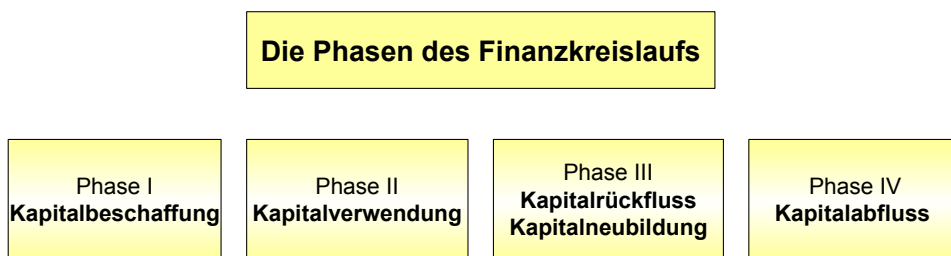 Die Phasen des Finanzkreislaufs
Phase I
Kapitalbeschaffung
Phase II
Kapitalverwendung
Phase III
Kapitalrückfluss
Kapitalneubildung
Phase IV
Kapitalabfluss